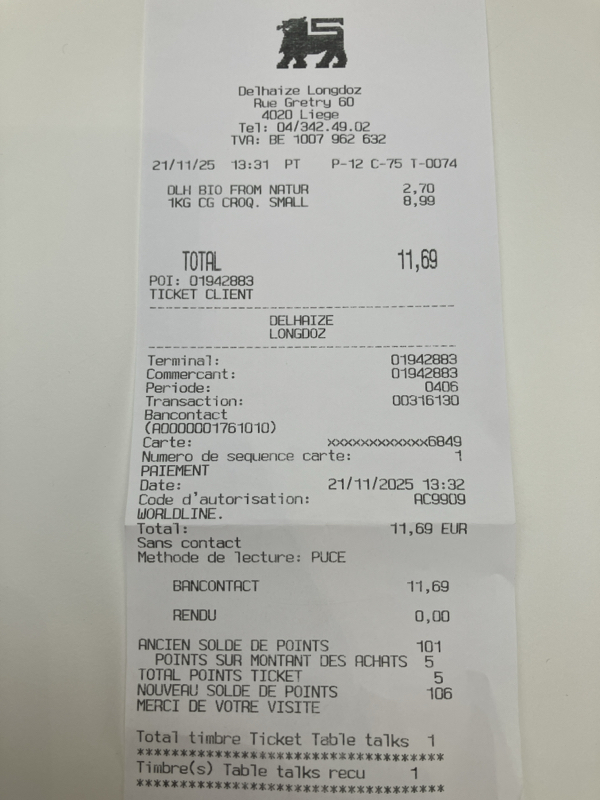 Delhaize Longdoz
Rue Gretry 60
4020 Liege
Tel: 04/342.49.02
TVA: BE 1007 962 632
21/11/25 13:31 PT P-12 C-75 T-0074
DLH BIO FROM NATUR 2,70
1KG CG CROQ. SMALL 8,99
TOTAL 11,69
POI: 01942883
TICKET CLIENT
DELHAIZE
LONGDOZ
Terminal: 01942883
Commercant: 01942883
Periode: 0406
Transaction: 00316130
Bancontact
(A0000001761010)
Carte: xxxxxxxxxxxxx6849
Numero de sequence carte: 1
PAIEMENT
Date: 21/11/2025 13:32
Code d'autorisation: AC9909
WORLDLINE.
Total: 11,69 EUR
Sans contact
Methode de lecture: PUCE
BANCONTACT 11,69
RENDU 0,00
ANCIEN SOLDE DE POINTS 101
POINTS SUR MONTANT DES ACHATS 5
TOTAL POINTS TICKET 5
NOUVEAU SOLDE DE POINTS 106
MERCI DE VOTRE VISITE
Total timbre Ticket Table talks 1
***********************************
Timbre(s) Table talks recu 1
***********************************